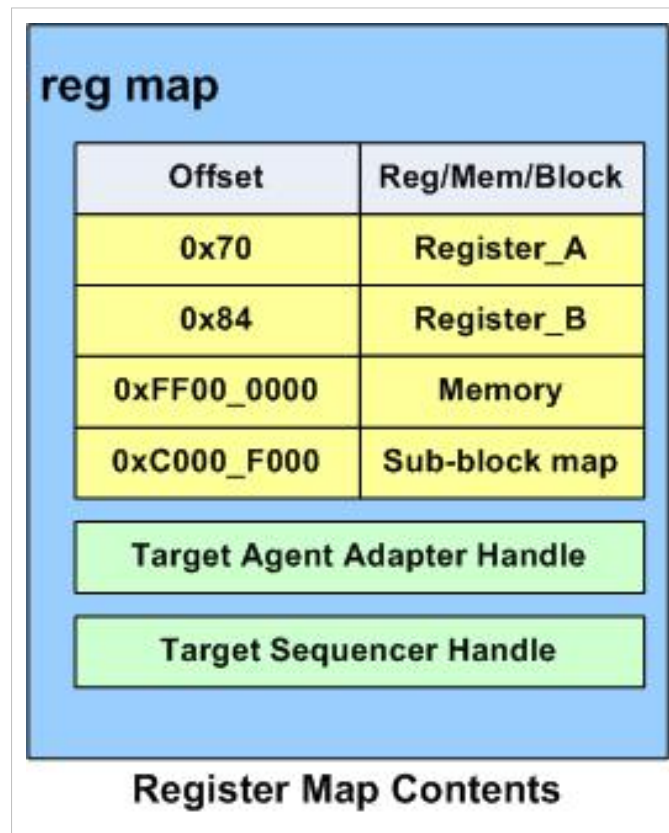 reg map
Offset Reg/Mem/Block
0x70 Register_A
0x84 Register_B
0xFF00_0000 Memory
0xC000_F000 Sub-block map
Target Agent Adapter Handle
Target Sequencer Handle
Register Map Contents